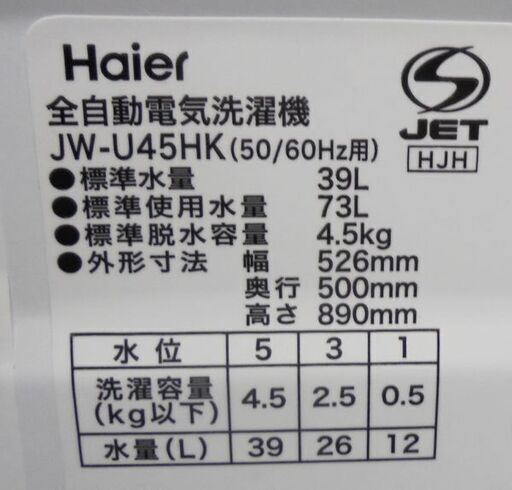 Haier
全自動電気洗濯機
JW-U45HK(50/60Hz用)
S
JET
HJH
●標準水量 39L
●標準使用水量 73L
●標準脱水容量 4.5kg
●外形寸法 幅 526mm
奥行 500mm
高さ 890mm
水位 5 3 1
洗濯容量
(kg以下) 4.5 2.5 0.5
水量(L) 39 26 12